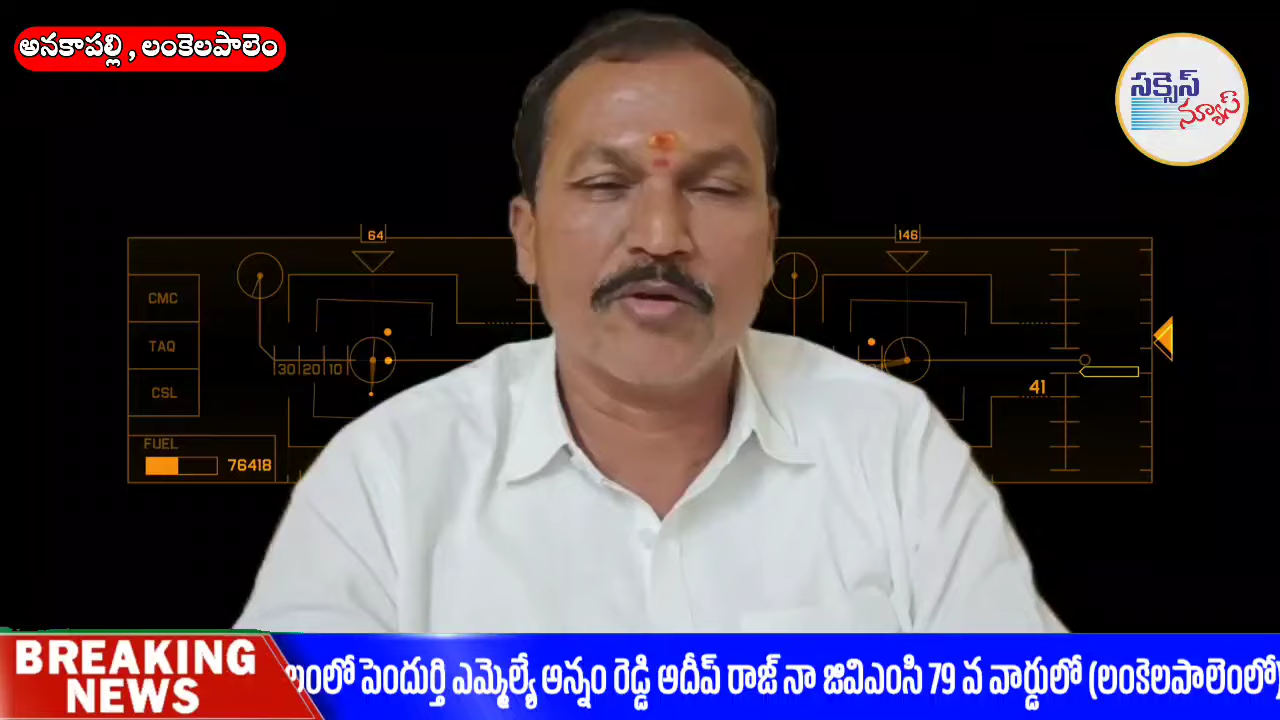 అనకాపల్లి , లంకెలపాలెం
సక్సెస్
న్యూస్
64
146
CMC
TAQ
CSL
30 20 10
41
FUEL
76418
BREAKING
NEWS
పెందుర్తి ఎమ్మెల్యే అన్నం రెడ్డి అదీప్ రాజ్ నా జివిఎంసి 79 వ వార్డులో (లంకెలపాలెంలో)